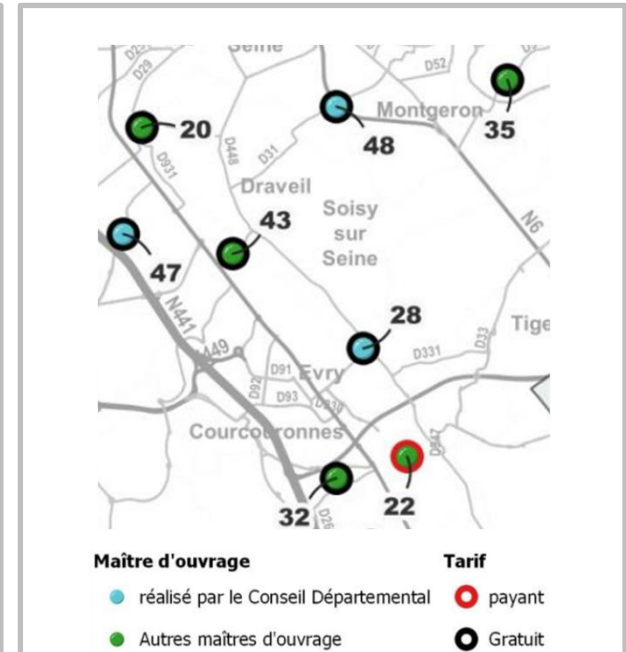 Seine
D29
D52
Montgeron
35
20
48
D448
D31
D931
Draveil
43
Soisy
sur
Seine
N6
47
N441
28
Tige
D33
D331
D91
Evry
D92
D93
Courcouronnes
D947
32
22
Maître d'ouvrage
Tarif
réalisé par le Conseil Départemental
payant
Autres maîtres d'ouvrage
Gratuit